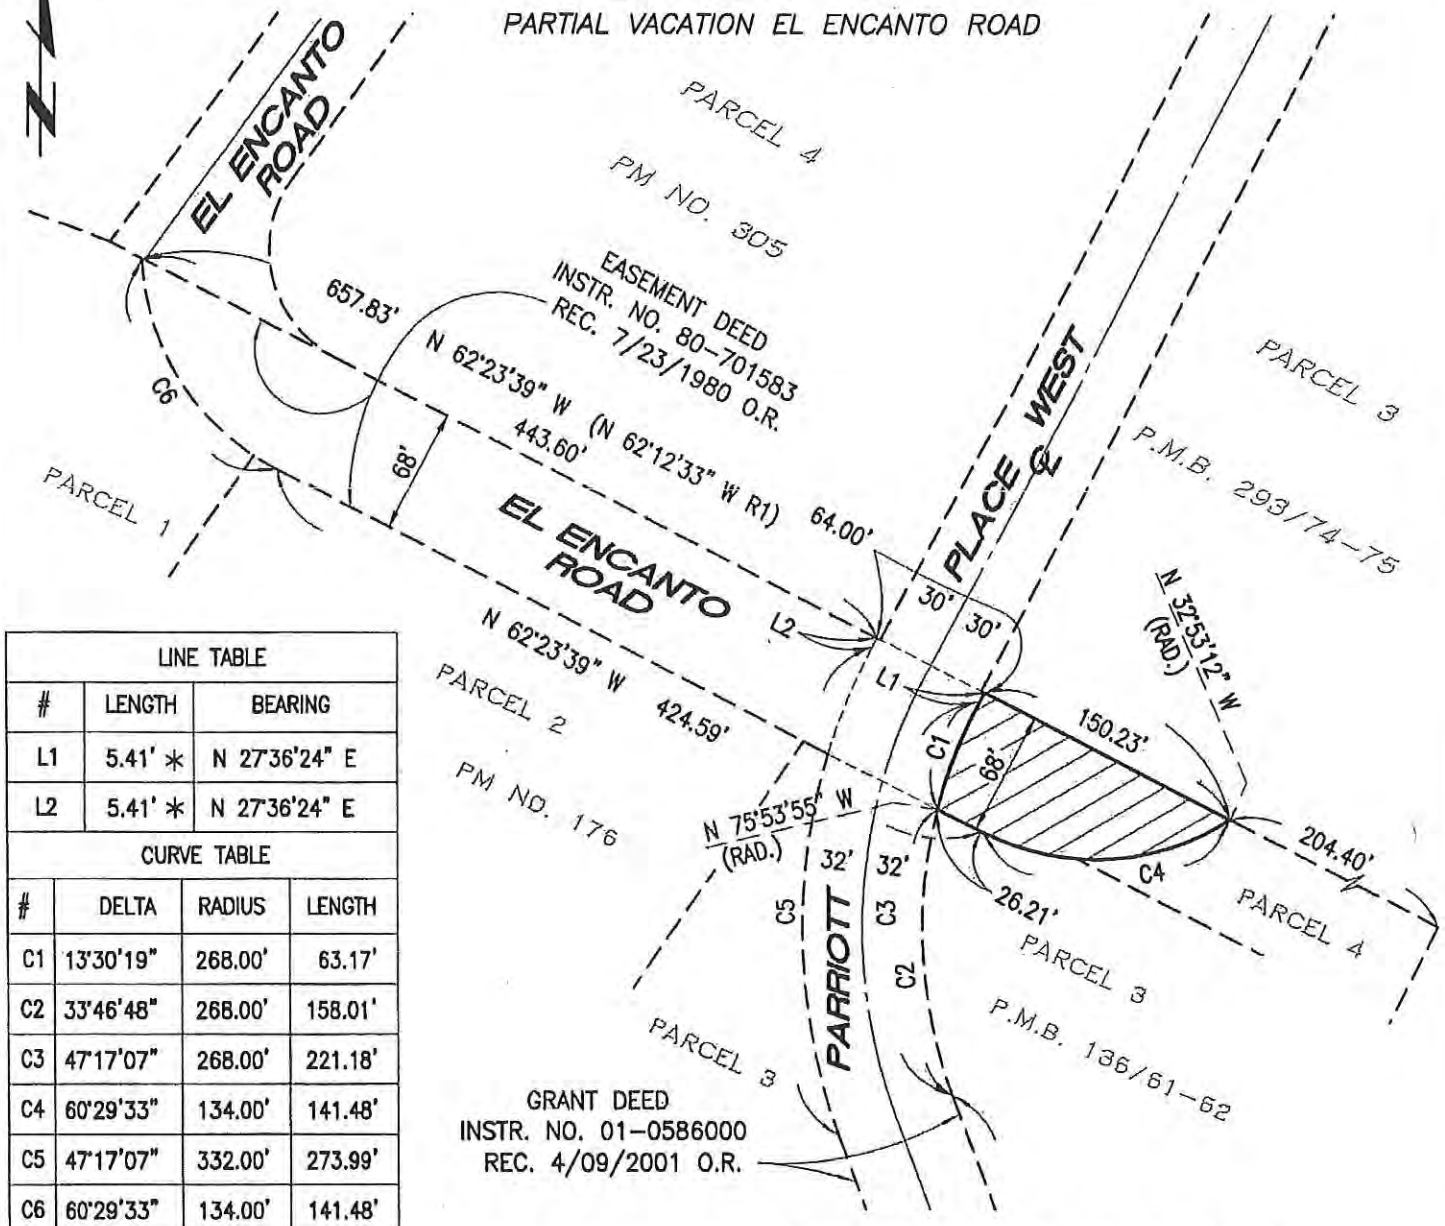 PARTIAL VACATION EL ENCANTO ROAD
N
EL ENCANTO
ROAD
PARCEL 4
PM NO. 305
EASEMENT DEED
INSTR. NO. 80-701583
REC. 7/23/1980 O.R.
657.83'
N 62°23'39" W (N 62°12'33" W R1)
443.60'
64.00'
C6
68'
PARCEL 1
EL ENCANTO
ROAD
N 62°23'39" W 424.59'
PARCEL 2
PM NO. 176
PLACE WEST
℄
PARCEL 3
P.M.B. 293/74-75
N 32°53'12" W
(RAD.)
30'
30'
L2
L1
C1
68'
150.23'
204.40'
C4
26.21'
N 75°53'55" W
(RAD.)
32'
32'
C5
C3
C2
PARRIOTT
PARCEL 4
PARCEL 3
P.M.B. 136/61-62
PARCEL 3
GRANT DEED
INSTR. NO. 01-0586000
REC. 4/09/2001 O.R.
LINE TABLE
# LENGTH BEARING
L1 5.41' * N 27°36'24" E
L2 5.41' * N 27°36'24" E
CURVE TABLE
# DELTA RADIUS LENGTH
C1 13°30'19" 268.00' 63.17'
C2 33°46'48" 268.00' 158.01'
C3 47°17'07" 268.00' 221.18'
C4 60°29'33" 134.00' 141.48'
C5 47°17'07" 332.00' 273.99'
C6 60°29'33" 134.00' 141.48'